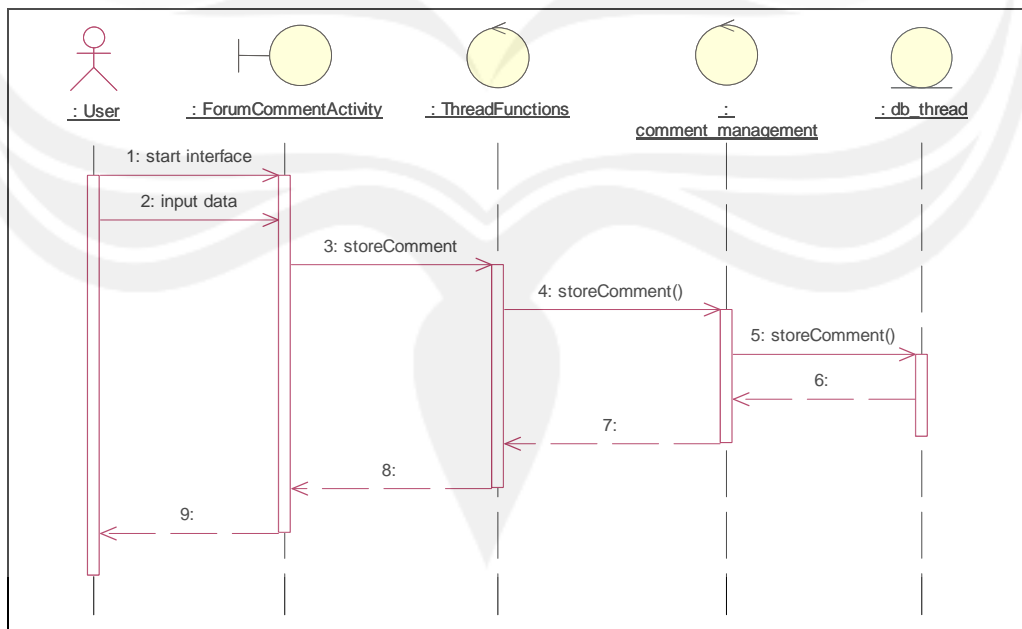 : User
: ForumCommentActivity
: ThreadFunctions
:
comment_management
: db_thread
1: start interface
2: input data
3: storeComment
4: storeComment()
5: storeComment()
6:
7:
8:
9: